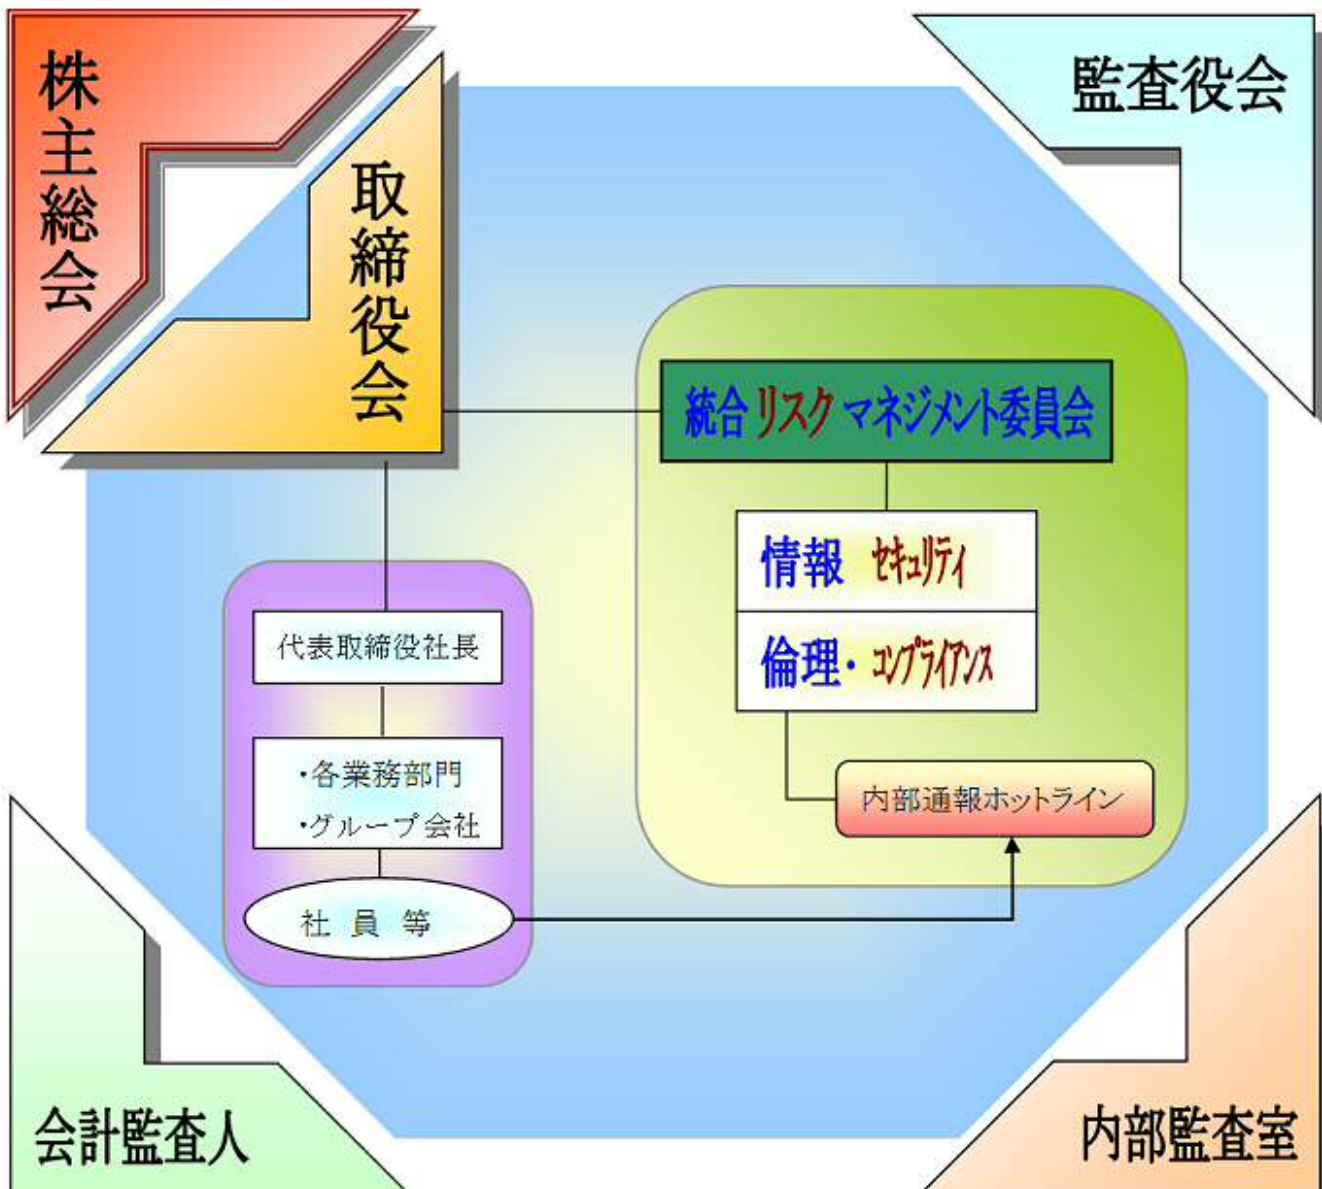 株主総会
監査役会
取締役会
統合リスクマネジメント委員会
情報 セキュリティ
倫理・コンプライアンス
代表取締役社長
・各業務部門
・グループ会社
内部通報ホットライン
社員等
会計監査人
内部監査室